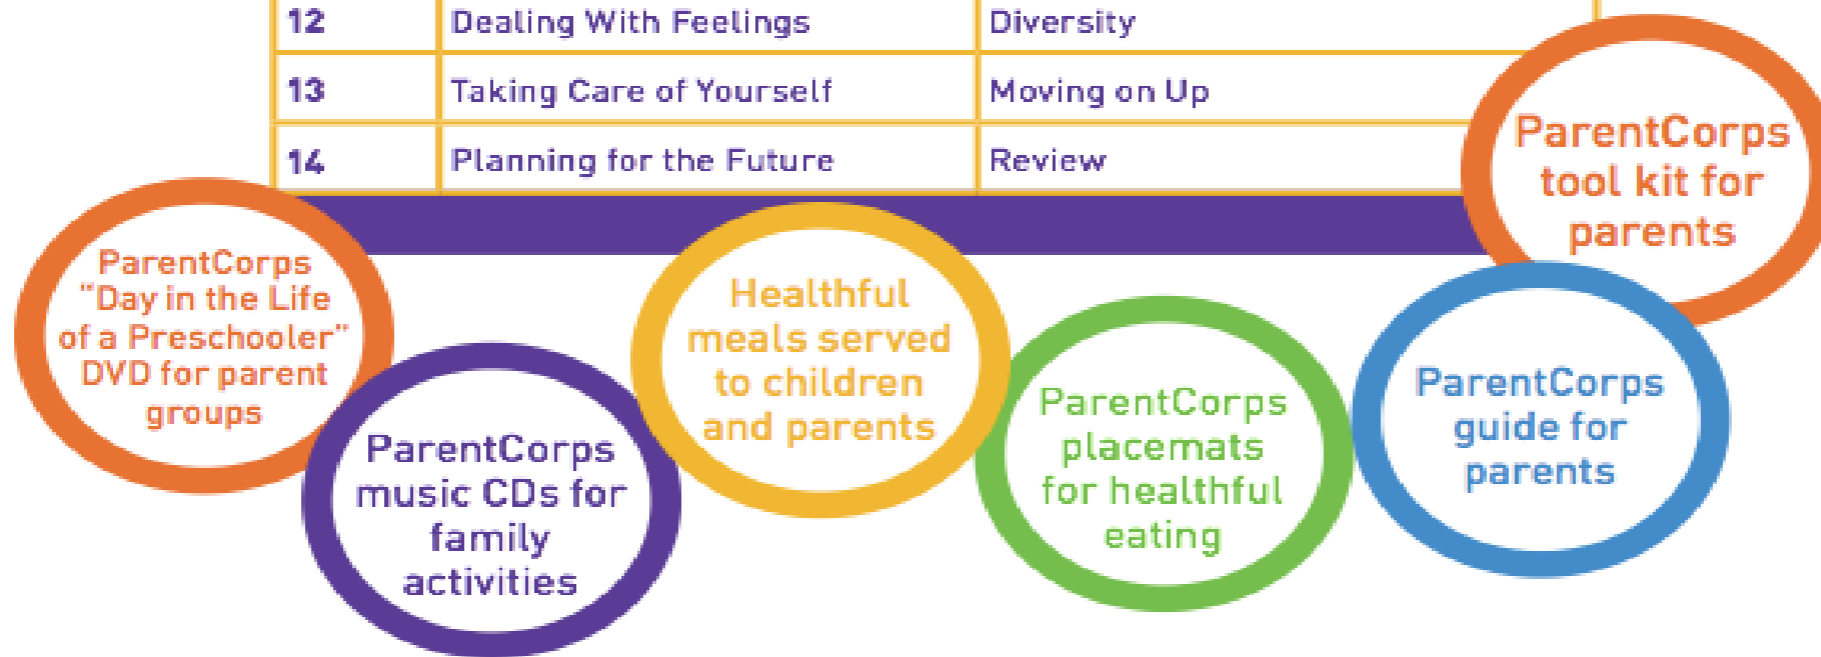 12 Dealing With Feelings Diversity
13 Taking Care of Yourself Moving on Up
14 Planning for the Future Review
ParentCorps
tool kit for
parents
ParentCorps
"Day in the Life
of a Preschooler"
DVD for parent
groups
ParentCorps
music CDs for
family
activities
Healthful
meals served
to children
and parents
ParentCorps
placemats
for healthful
eating
ParentCorps
guide for
parents